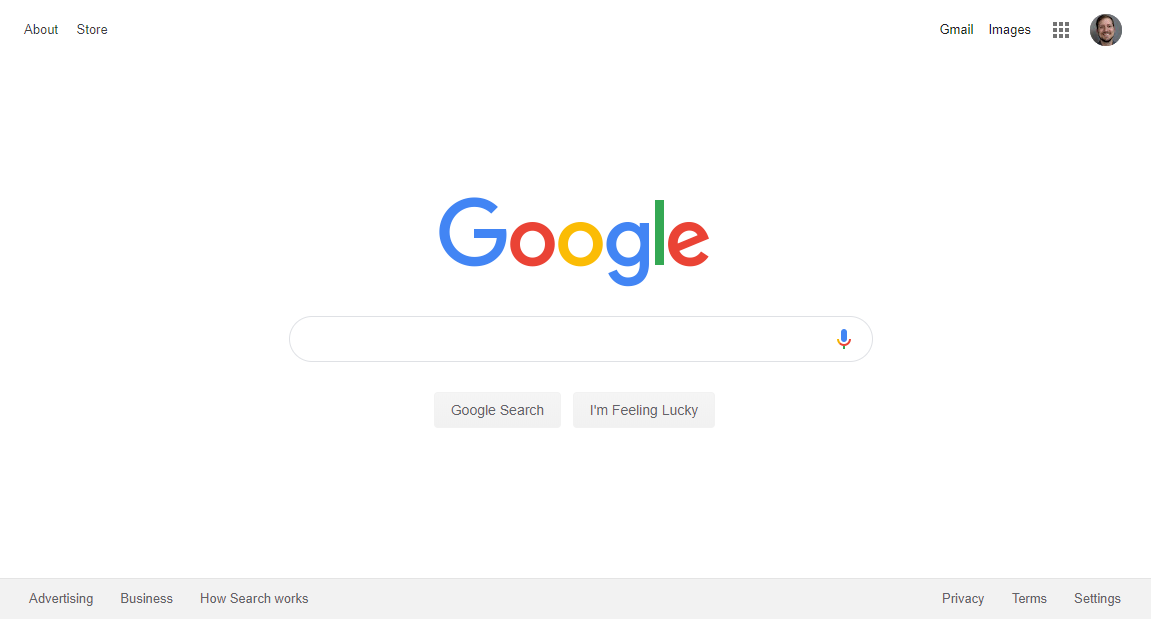 About Store Gmail Images
Google
Google Search I'm Feeling Lucky
Advertising Business How Search works Privacy Terms Settings